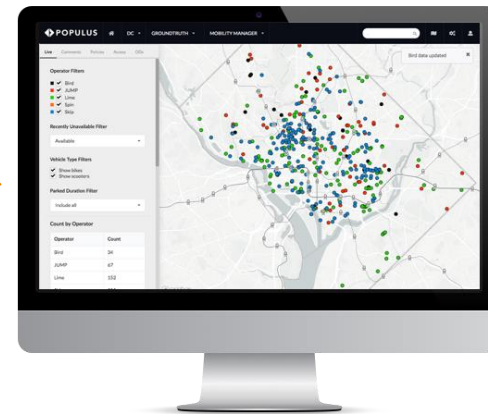 POPULUS DC GROUNDTRUTH MOBILITY MANAGER
Live Comments Policies Areas ODs
Bird data updated ×
Operator Filters
Bird
JUMP
Lime
Spin
Skip
Recently Unavailable Filter
Available
Vehicle Type Filters
Show bikes
Show scooters
Parked Duration Filter
Include all
Count by Operator
Operator Count
Bird 34
JUMP 67
Lime 152